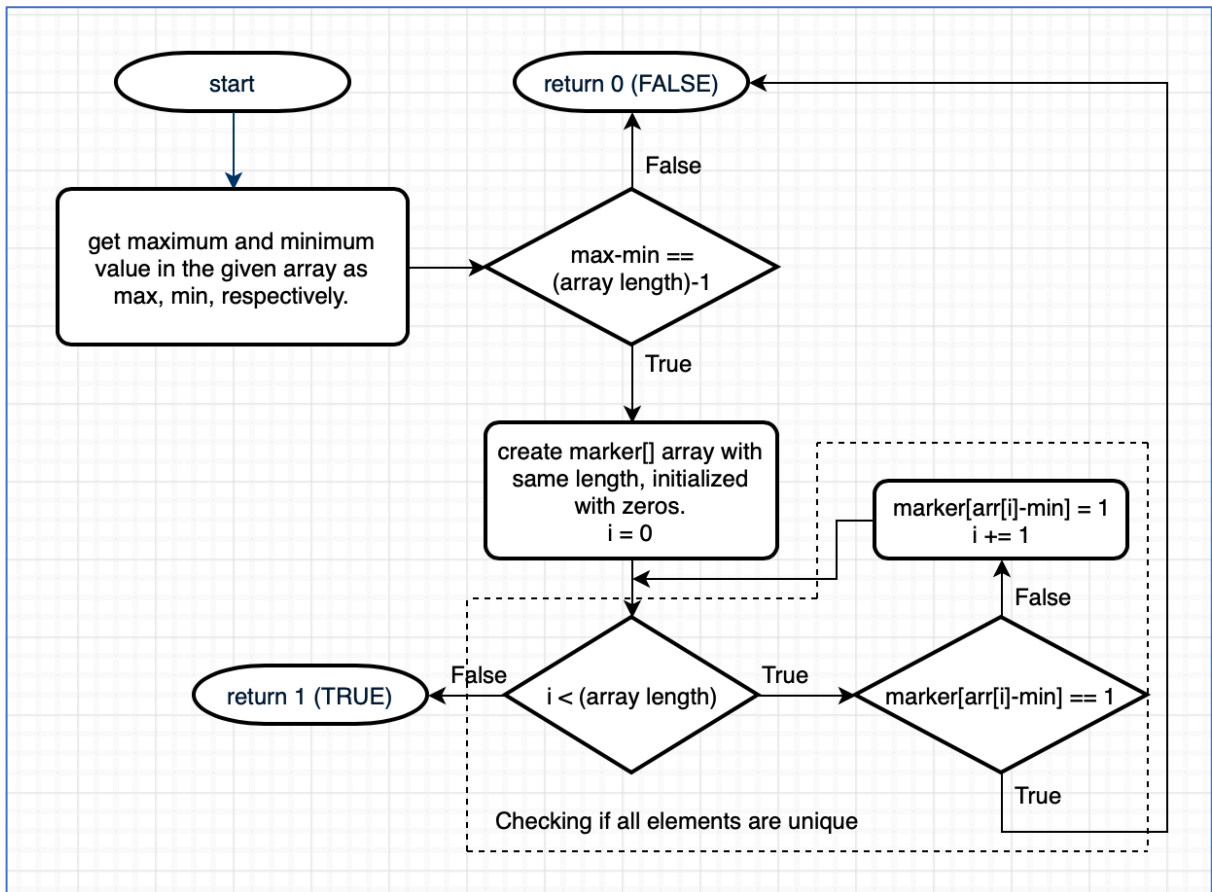 start
return 0 (FALSE)
False
get maximum and minimum
value in the given array as
max, min, respectively.
max-min ==
(array length)-1
True
create marker[] array with
same length, initialized
with zeros.
i = 0
marker[arr[i]-min] = 1
i += 1
False
return 1 (TRUE)
False
i < (array length)
True
marker[arr[i]-min] == 1
True
Checking if all elements are unique